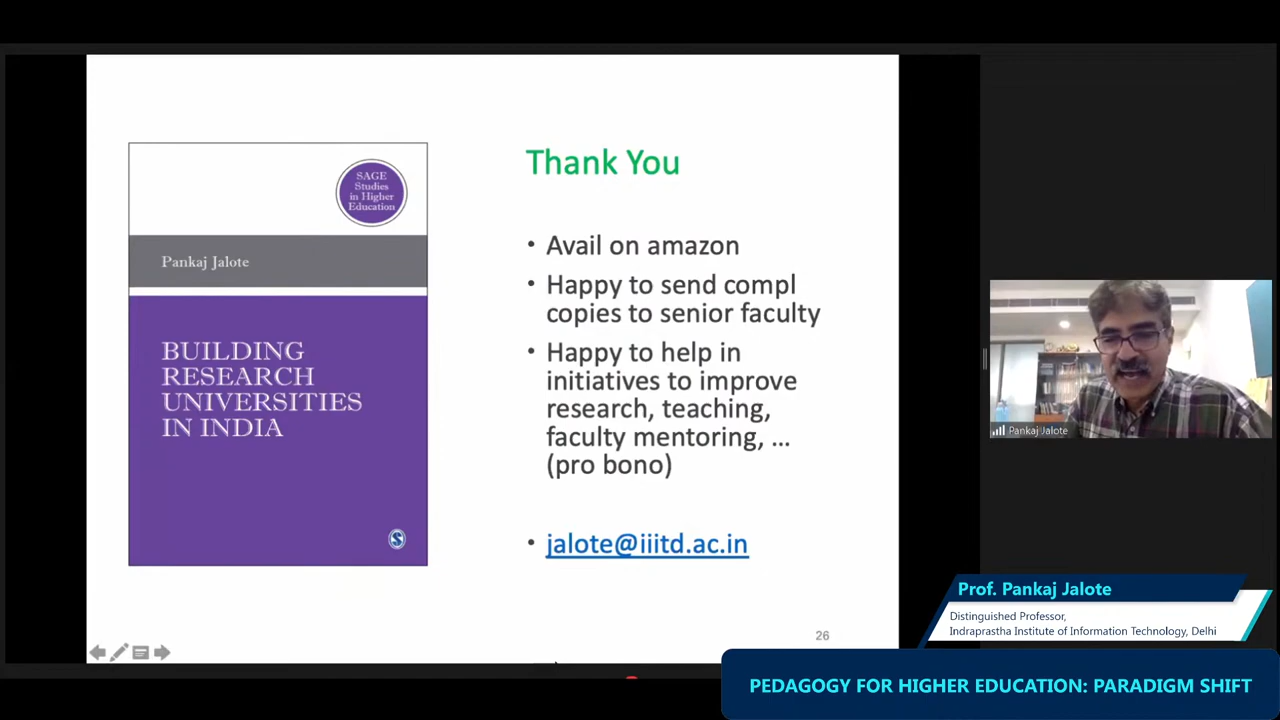 SAGE
Studies
in Higher
Education
Pankaj Jalote
BUILDING
RESEARCH
UNIVERSITIES
IN INDIA
S
Thank You
• Avail on amazon
• Happy to send compl
copies to senior faculty
• Happy to help in
initiatives to improve
research, teaching,
faculty mentoring, ...
(pro bono)
• jalote@iiitd.ac.in
26
Pankaj Jalote
Prof. Pankaj Jalote
Distinguished Professor,
Indraprastha Institute of Information Technology, Delhi
PEDAGOGY FOR HIGHER EDUCATION: PARADIGM SHIFT